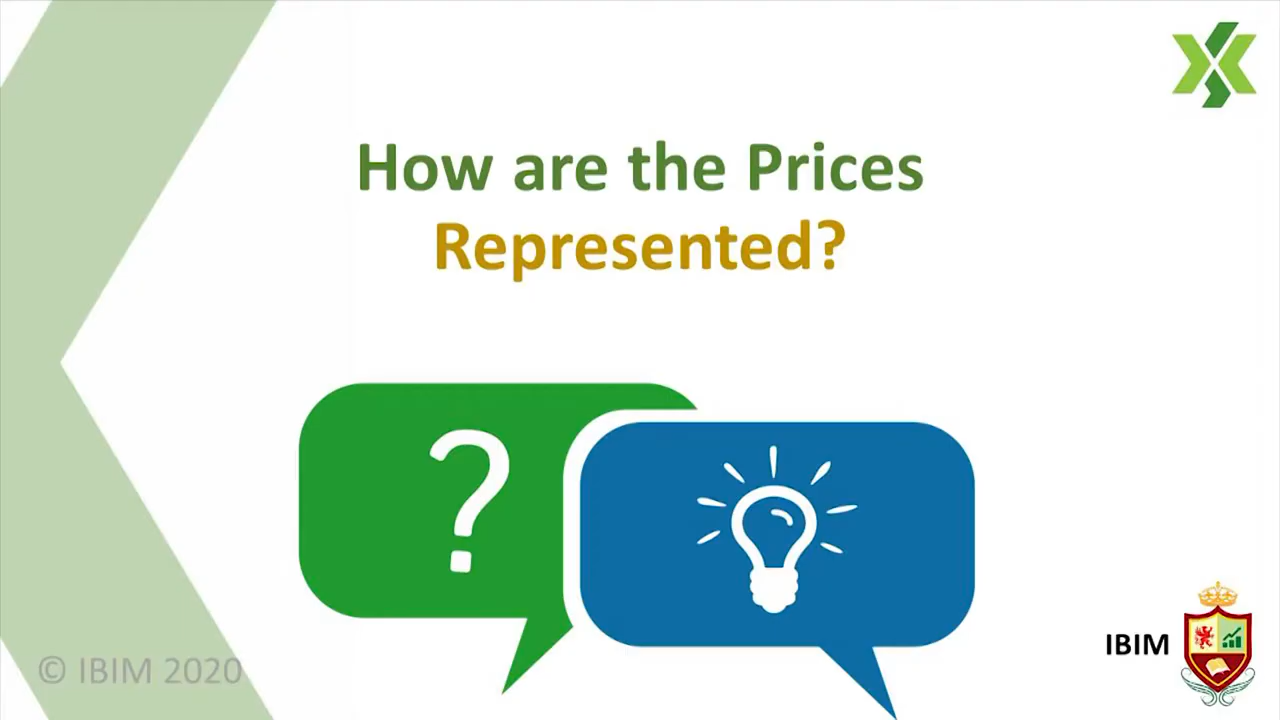 How are the Prices
Represented?
?
IBIM
© IBIM 2020